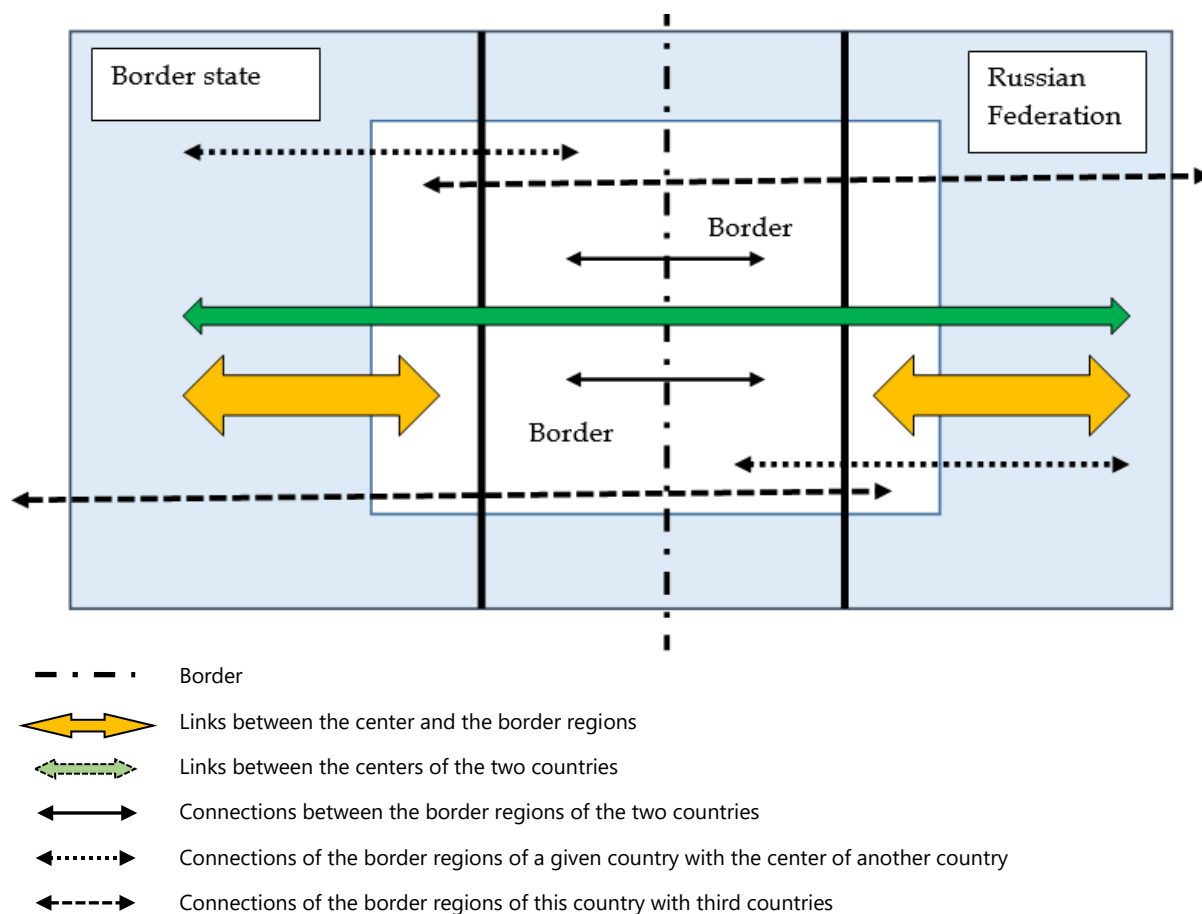 Border state
Russian
Federation
Border
Border
Border
Links between the center and the border regions
Links between the centers of the two countries
Connections between the border regions of the two countries
Connections of the border regions of a given country with the center of another country
Connections of the border regions of this country with third countries